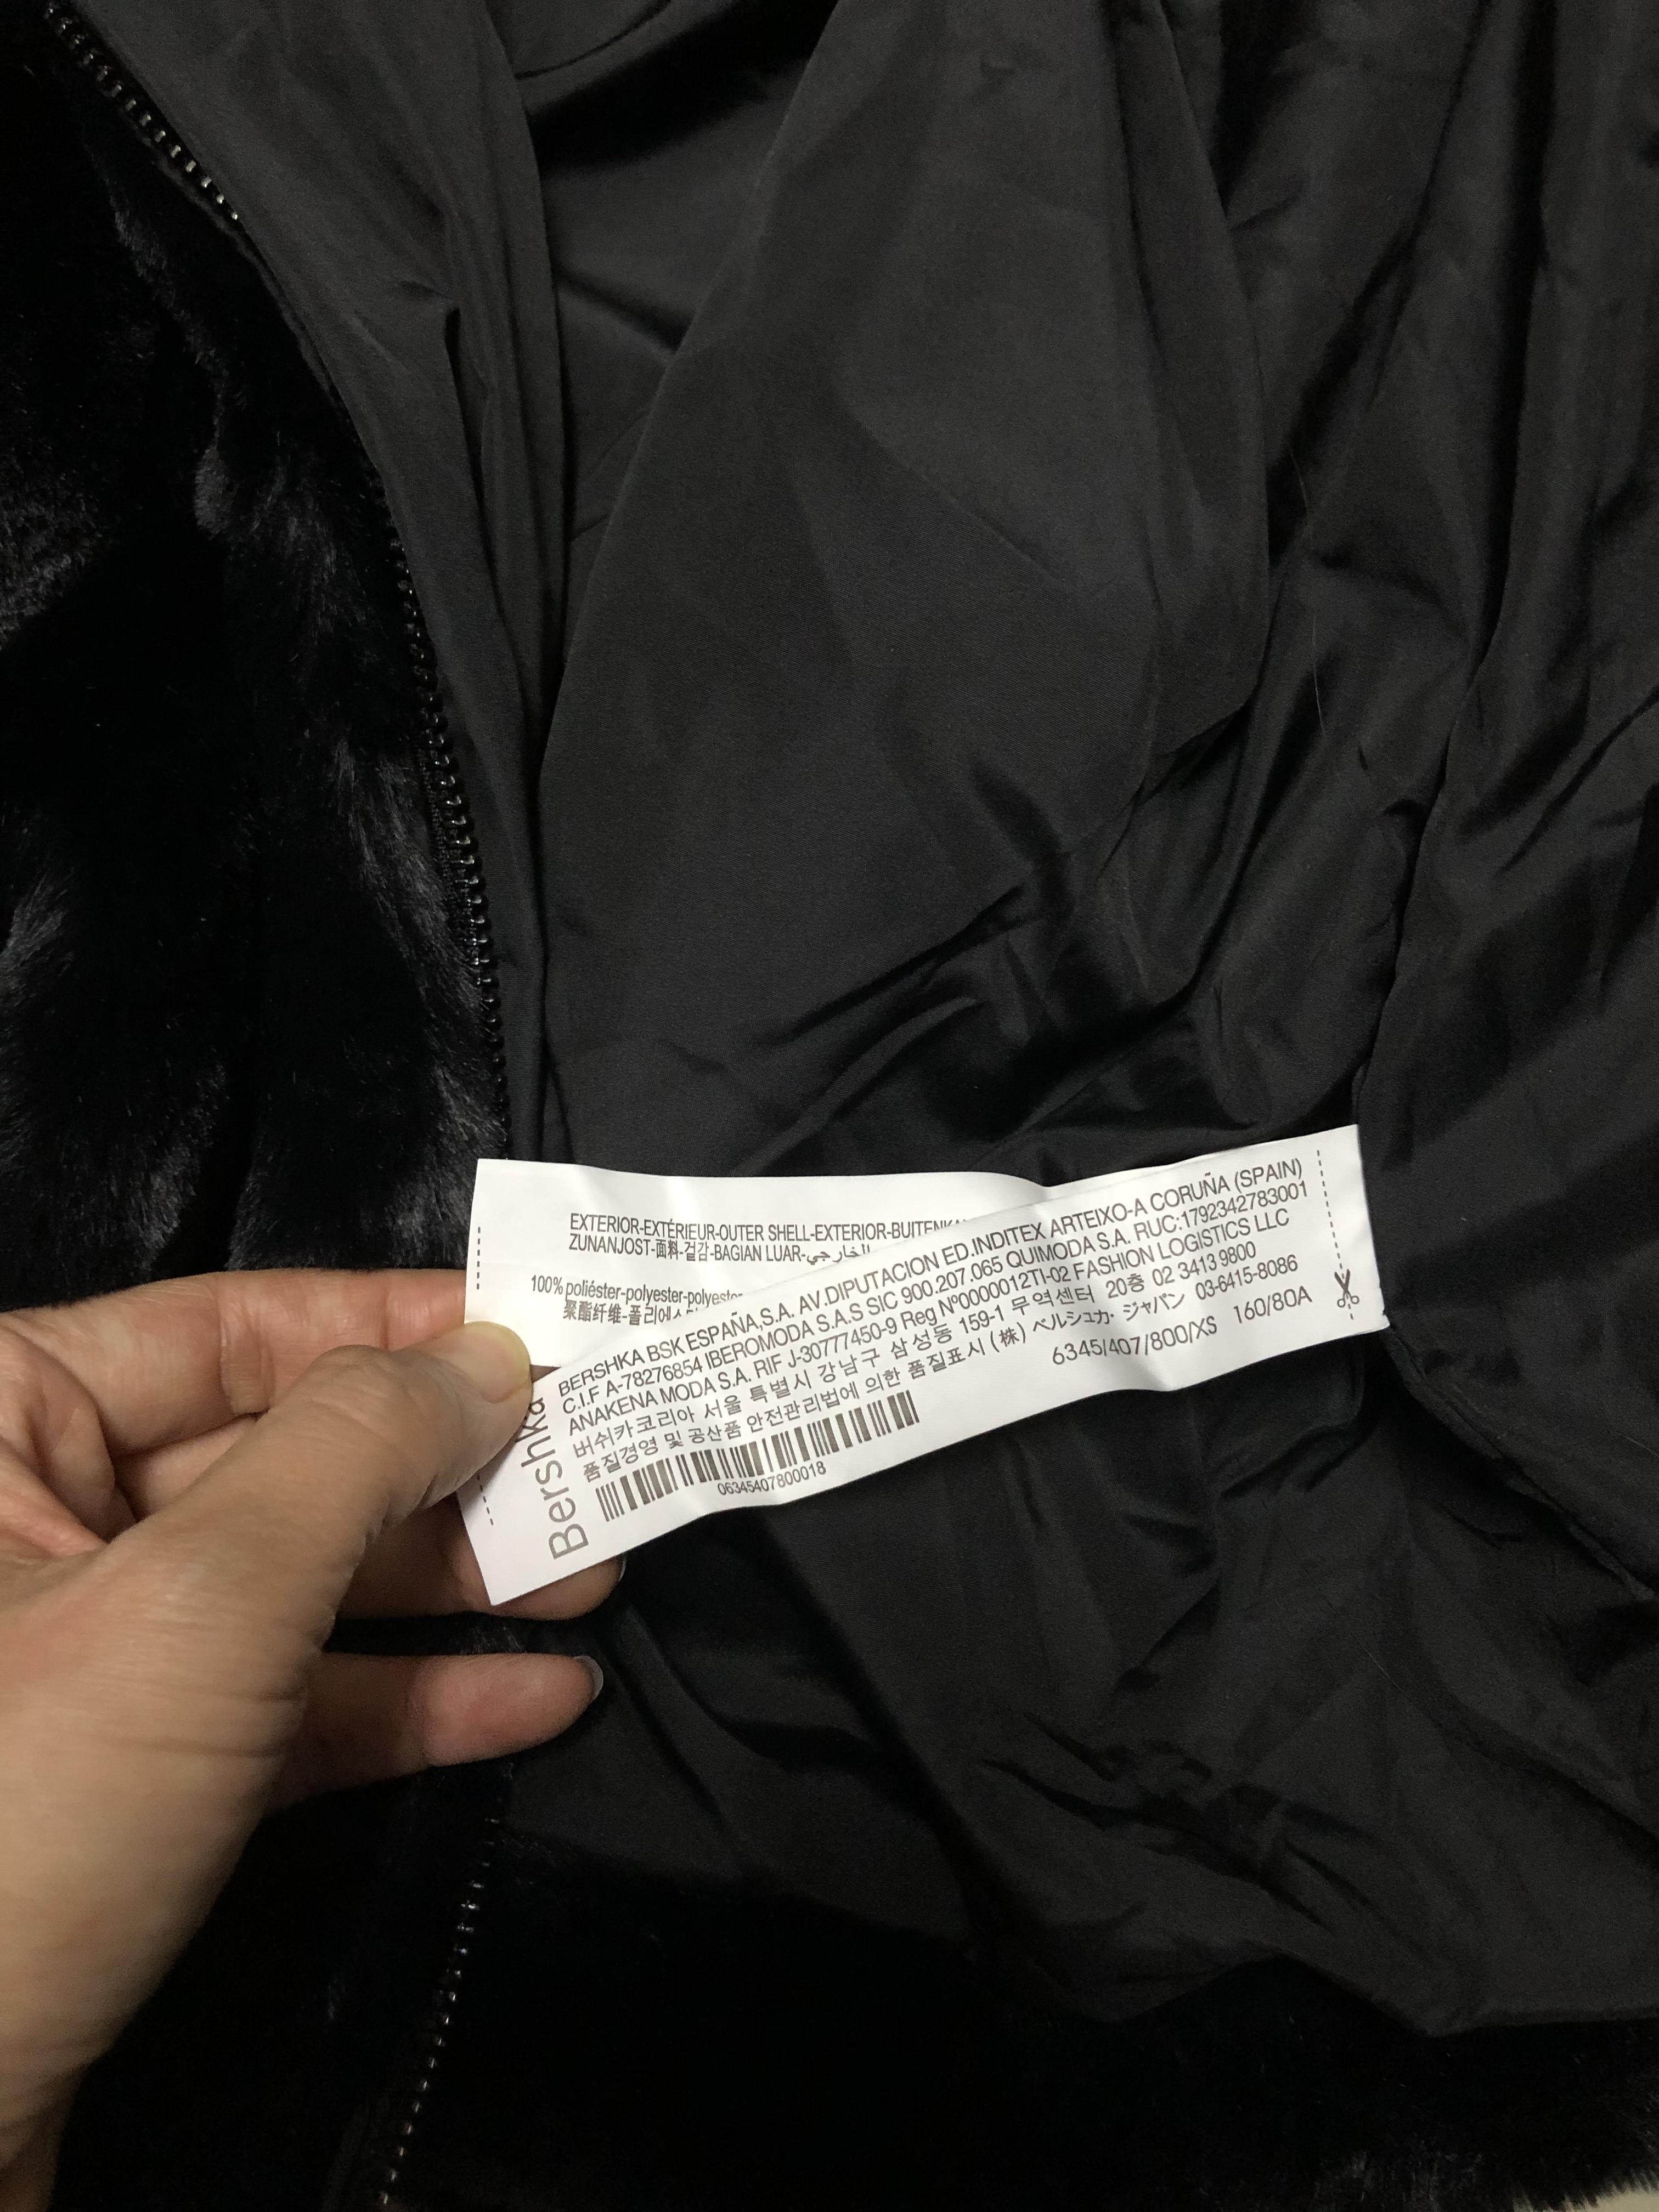 EXTERIOR-EXTÉRIEUR-OUTER SHELL-EXTERIOR-
ZUNANJOST-面料-겉감-BAGIAN LUAR-الخارجي
100% poliéster-polyester-polyester
聚酯纤维-폴리에스
BERSHKA BSK ESPAÑA,S.A. AV.DIPUTACION ED.INDITEX ARTEIXO-A CORUÑA (SPAIN)
C.I.F A-78276854 IBEROMODA S.A.S SIC 900.207.065 QUIMODA S.A. RUC:1792342783001
ANAKENA MODA S.A. RIF J-30777450-9 Reg Nº0000012TI-02 FASHION LOGISTICS LLC
버쉬카코리아 서울 특별시 강남구 삼성동 159-1 무역센터 20층 02 3413 9800
품질경영 및 공산품 안전관리법에 의한 품질표시 (株) ベルシュカ・ジャパン 03-6415-8086
6345/407/800/XS 160/80A
06345407800018
Bershka